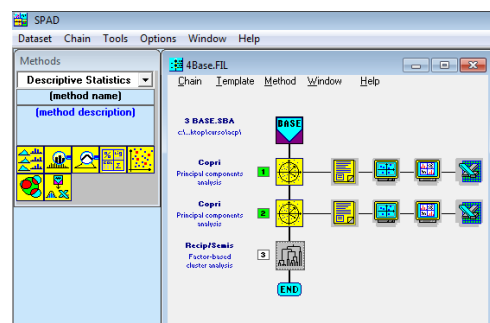 SPAD
Dataset Chain Tools Options Window Help
Methods
Descriptive Statistics
(method name)
(method description)
4Base.FIL
Chain Template Method Window Help
3 BASE.SBA
c:\...ktop\curso\acp\
BASE
Copri
Principal components
analysis
1
Copri
Principal components
analysis
2
Recip/Semis
Factor-based
cluster analysis
3
END